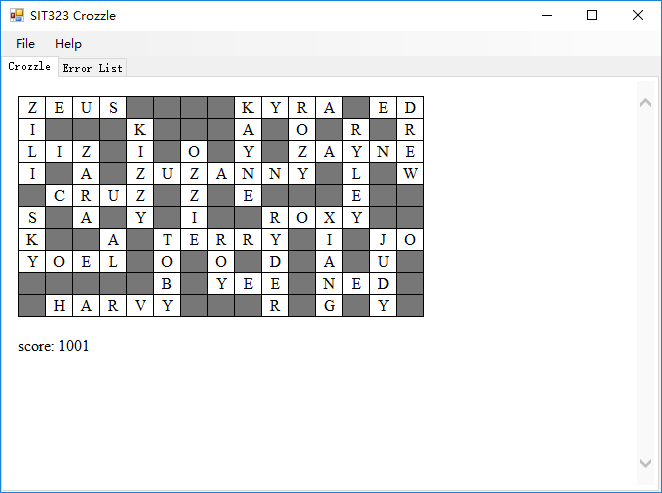 SIT323 Crozzle
File Help
Crozzle Error List
Z E U S K Y R A E D
I K A O R R
L I Z I O Y Z A Y N E
I A Z U Z A N N Y L W
C R U Z Z E E
S A Y I R O X Y
K A T E R R Y I J O
Y O E L O O D A U
B Y E E N E D
H A R V Y R G Y
score: 1001